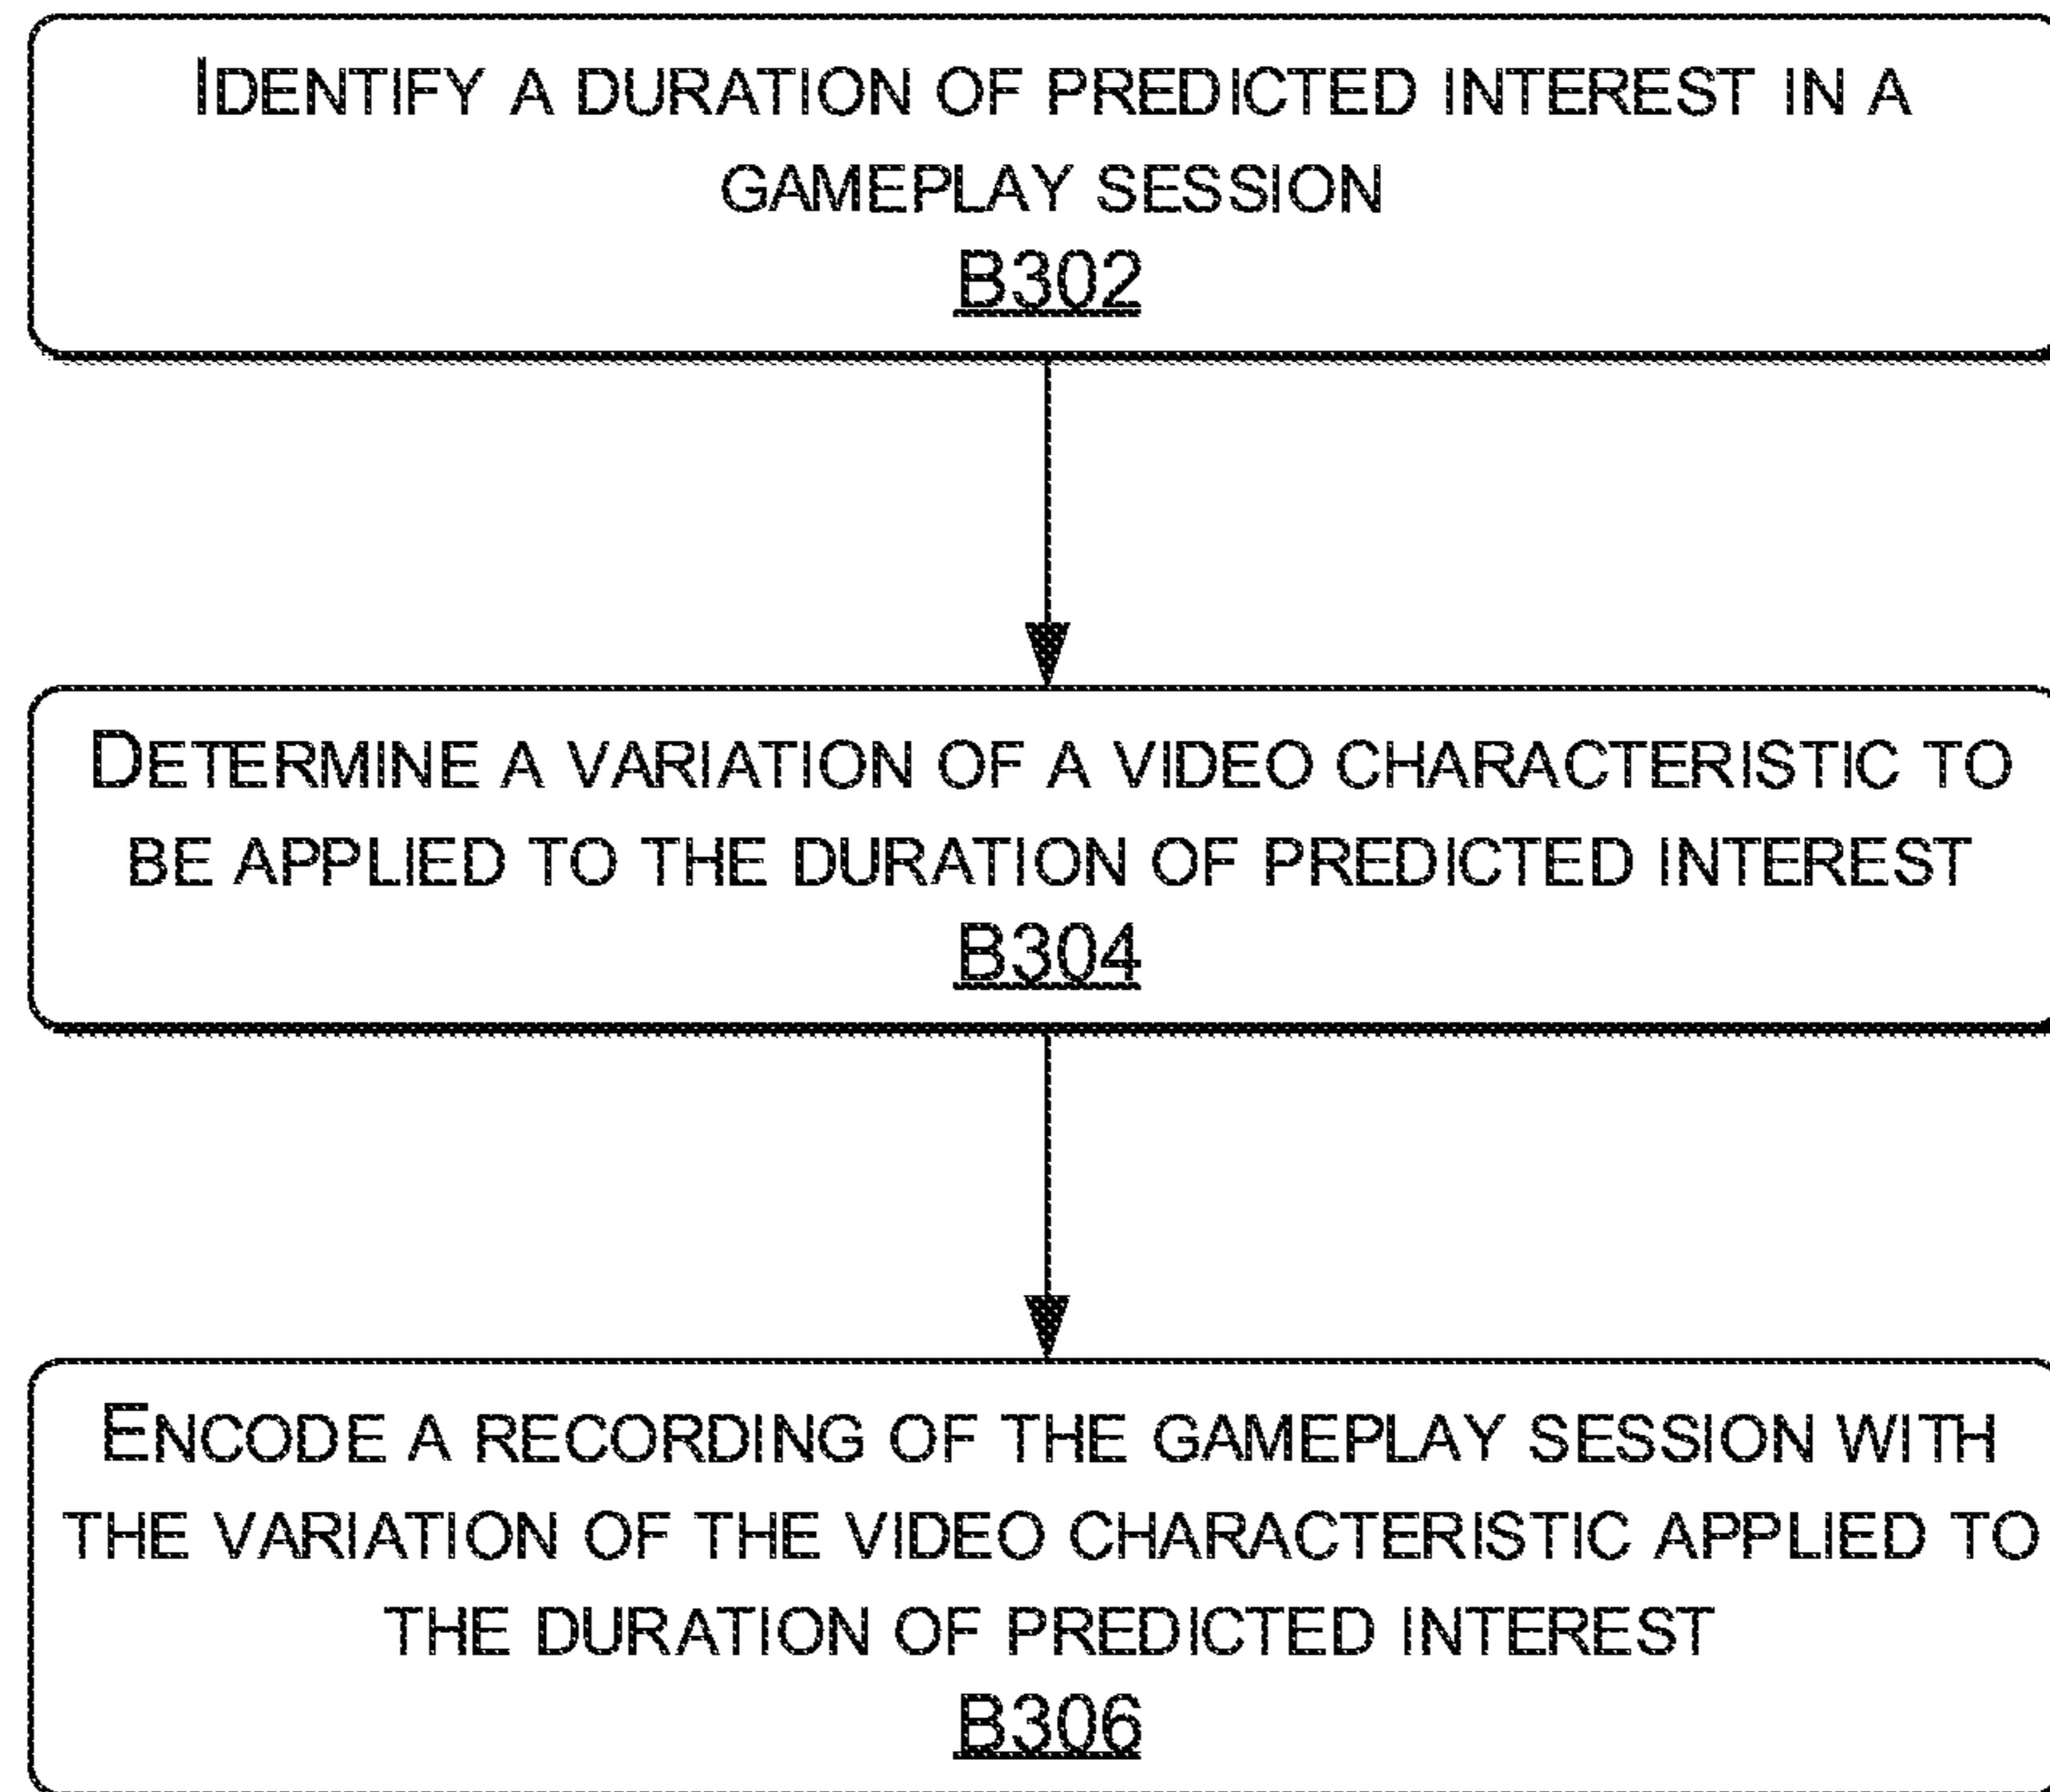 IDENTIFY A DURATION OF PREDICTED INTEREST IN A
GAMEPLAY SESSION
B302
DETERMINE A VARIATION OF A VIDEO CHARACTERISTIC TO
BE APPLIED TO THE DURATION OF PREDICTED INTEREST
B304
ENCODE A RECORDING OF THE GAMEPLAY SESSION WITH
THE VARIATION OF THE VIDEO CHARACTERISTIC APPLIED TO
THE DURATION OF PREDICTED INTEREST
B306